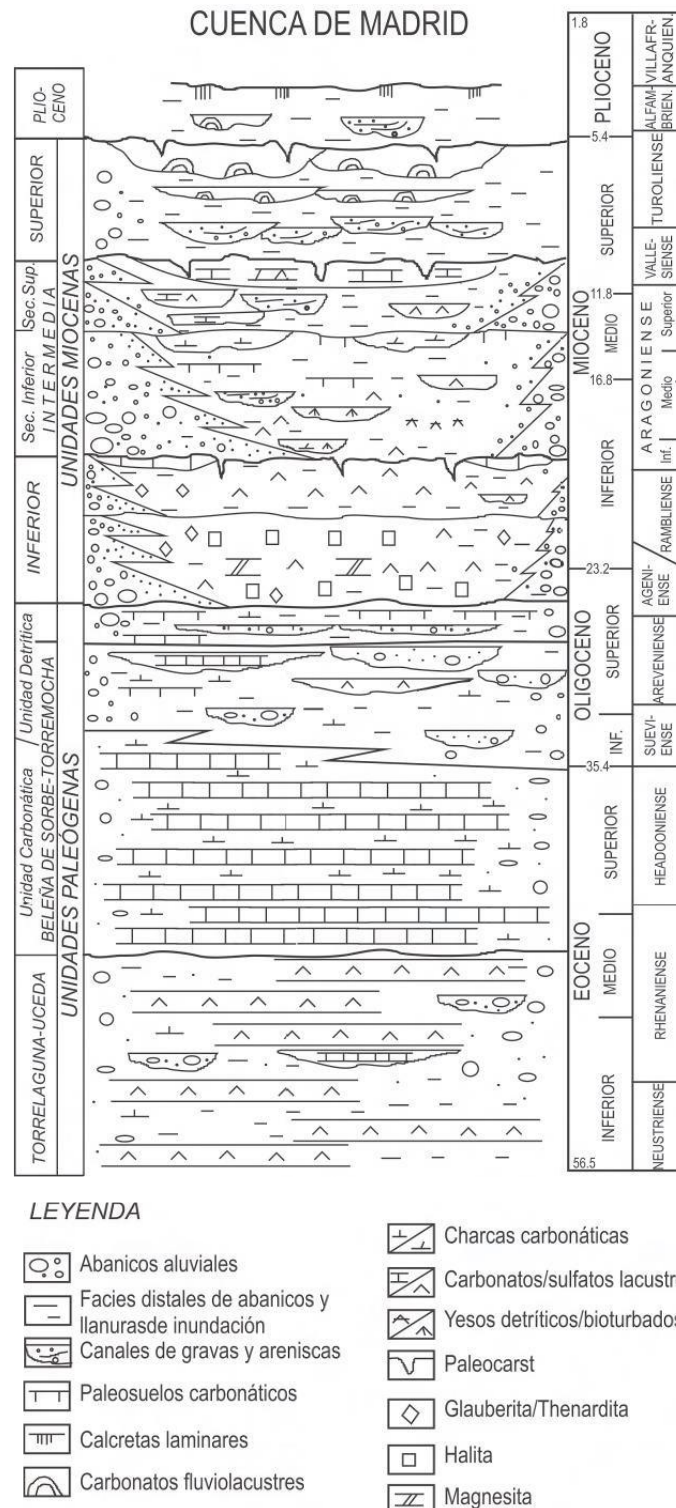 CUENCA DE MADRID
PLIO-
CENO
SUPERIOR
Sec.Sup.
Sec. Inferior
INTERMEDIA
INFERIOR
UNIDADES MIOCENAS
Unidad Detrítica
Unidad Carbonática
BELEÑA DE SORBE-TORREMOCHA
TORRELAGUNA-UCEDA
UNIDADES PALEÓGENAS
1.8
PLIOCENO
5.4
SUPERIOR
11.8
MEDIO
MIOCENO
16.8
INFERIOR
23.2
SUPERIOR
OLIGOCENO
INF.
35.4
SUPERIOR
MEDIO
EOCENO
INFERIOR
56.5
VILLAFR-
ANQUIEN.
ALFAM-
BRIEN.
TUROLIENSE
VALLE-
SIENSE
ARAGONIENSE
Superior
Medio
Inf.
RAMBLIENSE
AGENI-
ENSE
AREVENIENSE
SUEVI-
ENSE
HEADOONIENSE
RHENANIENSE
NEUSTRIENSE
LEYENDA
Abanicos aluviales
Facies distales de abanicos y
llanurasde inundación
Canales de gravas y areniscas
Paleosuelos carbonáticos
Calcretas laminares
Carbonatos fluviolacustres
Charcas carbonáticas
Carbonatos/sulfatos lacustr
Yesos detríticos/bioturbados
Paleocarst
Glauberita/Thenardita
Halita
Magnesita